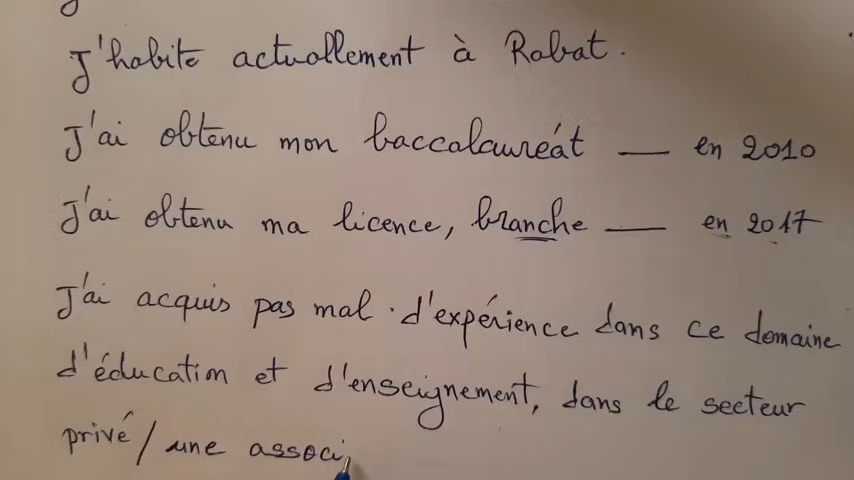 J'habite actuellement à Rabat.
J'ai obtenu mon baccalauréat — en 2010
J'ai obtenu ma licence, branche — en 2017
J'ai acquis pas mal d'expérience dans ce domaine
d'éducation et d'enseignement, dans le secteur
privé / une associ